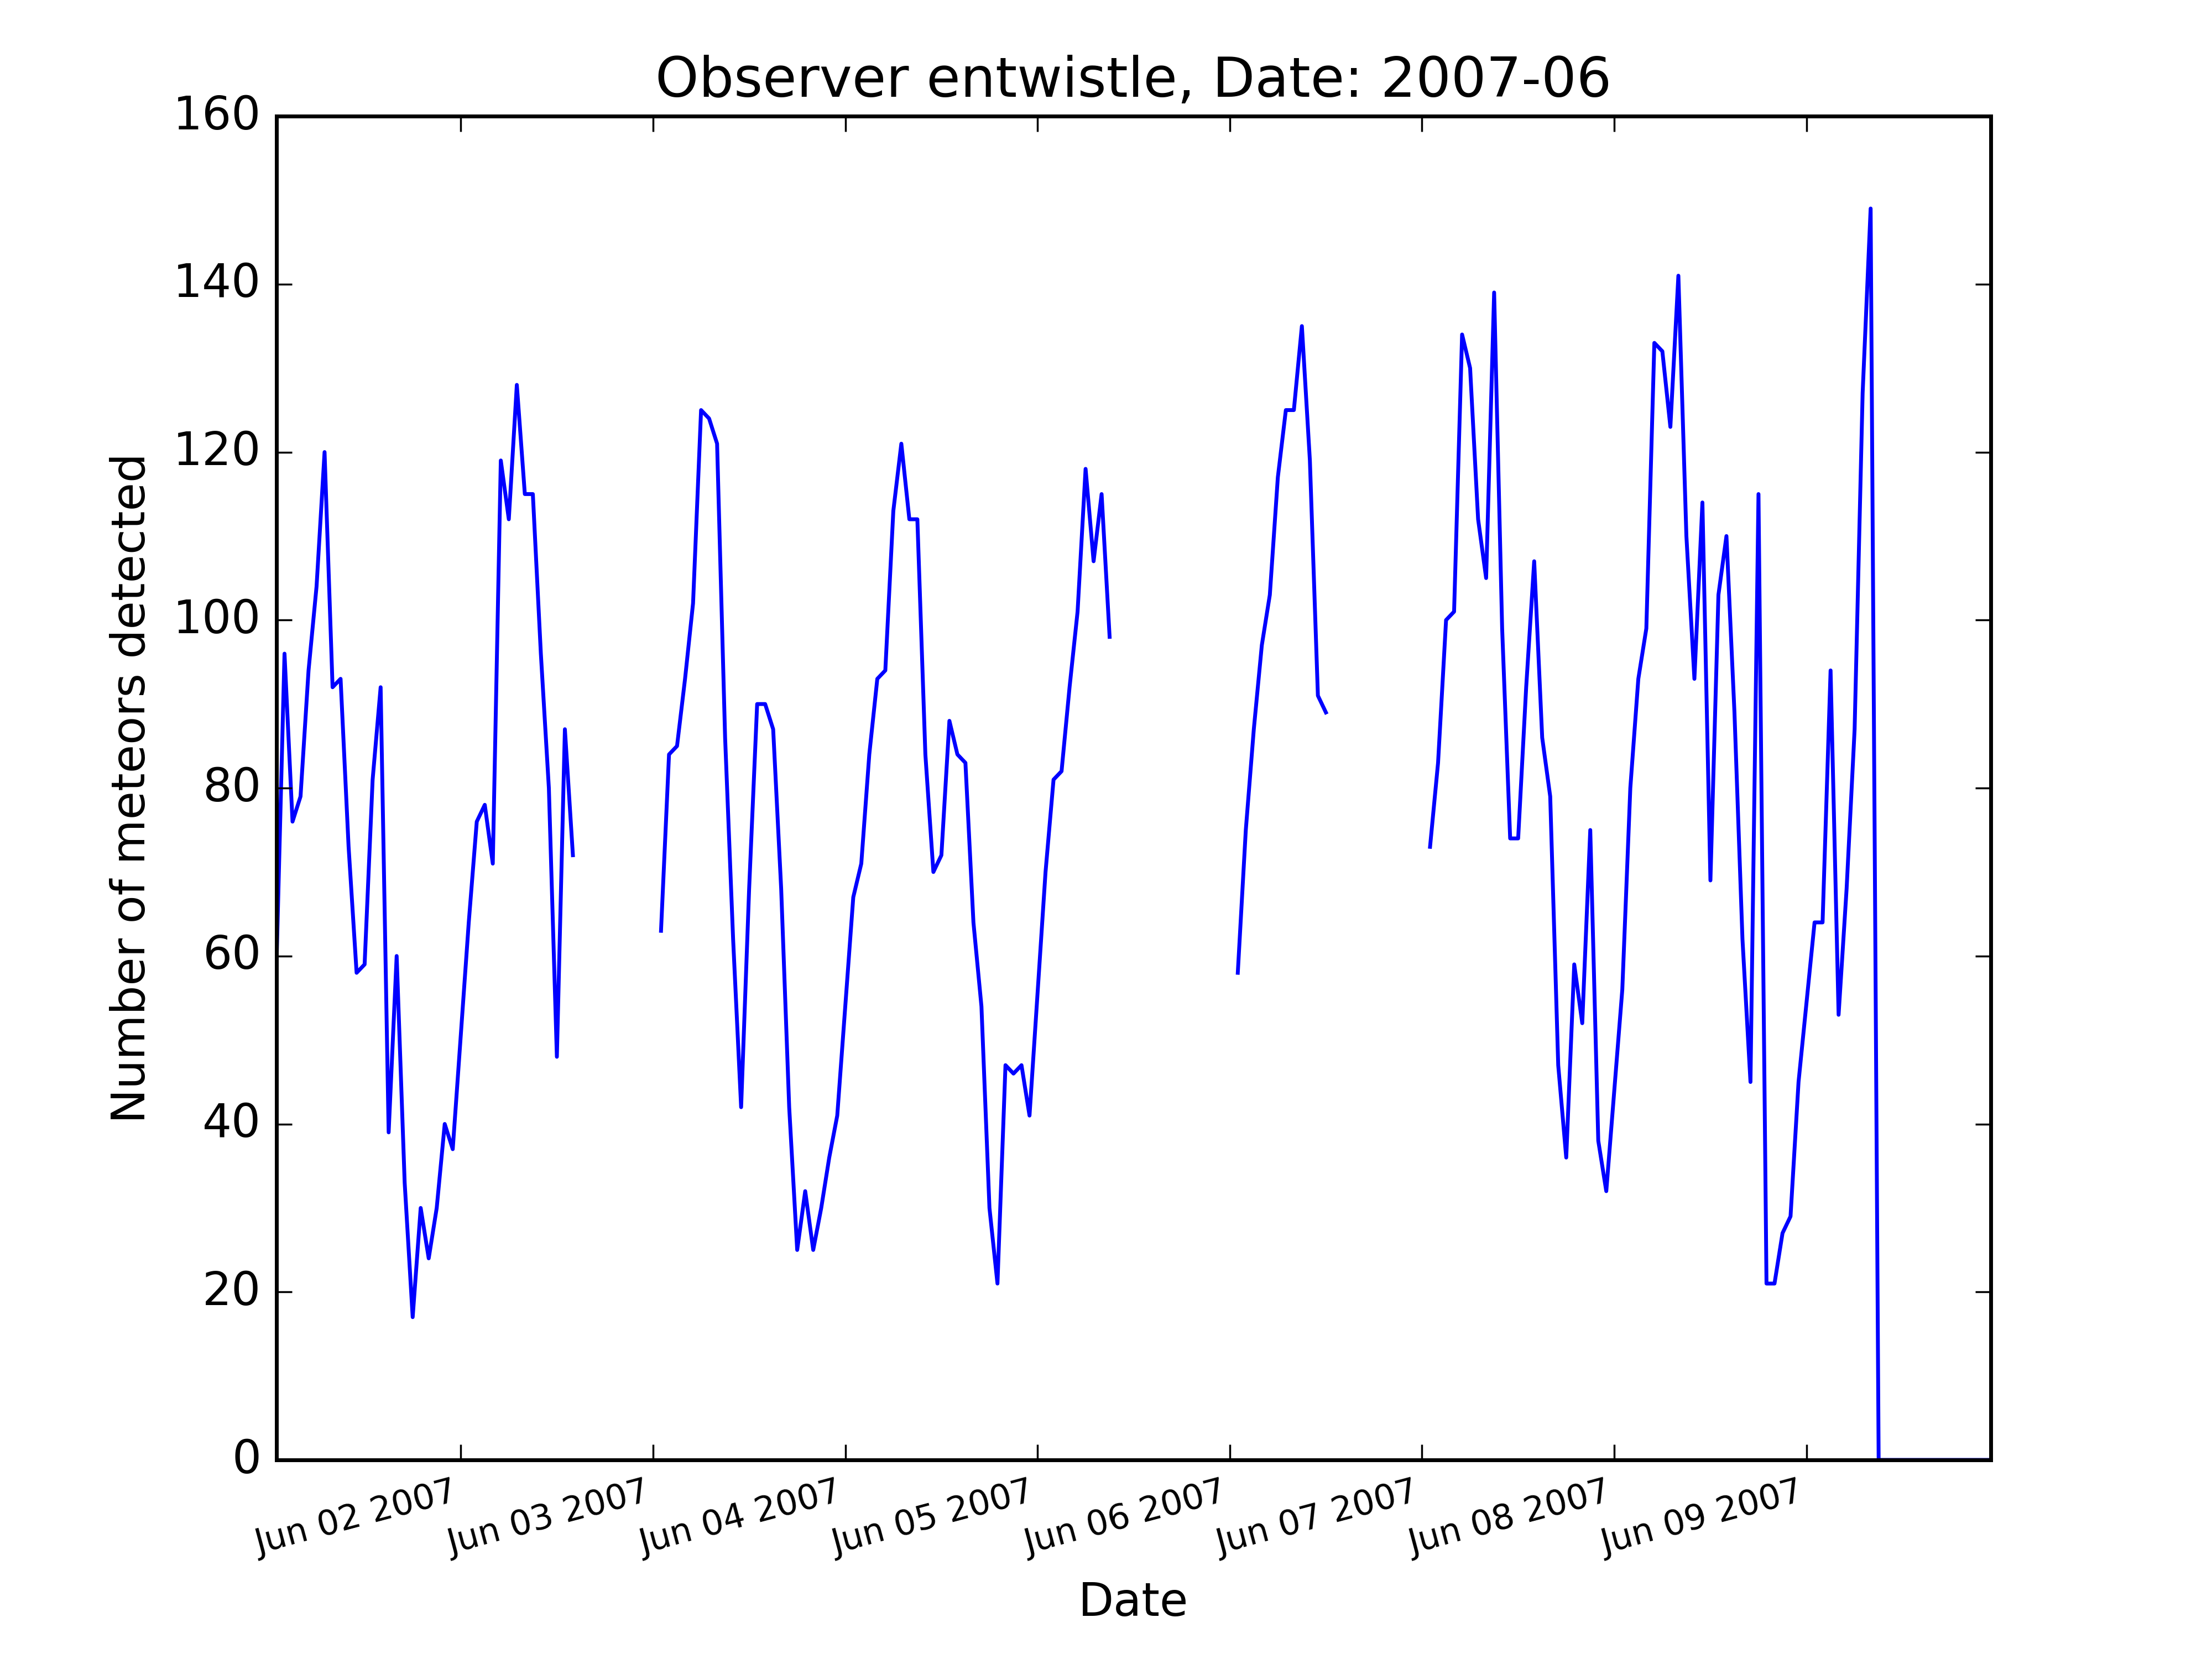 Observer entwistle, Date: 2007-06
160
140
120
100
80
60
40
20
0
Number of meteors detected
Jun 02 2007
Jun 03 2007
Jun 04 2007
Jun 05 2007
Jun 06 2007
Jun 07 2007
Jun 08 2007
Jun 09 2007
Date